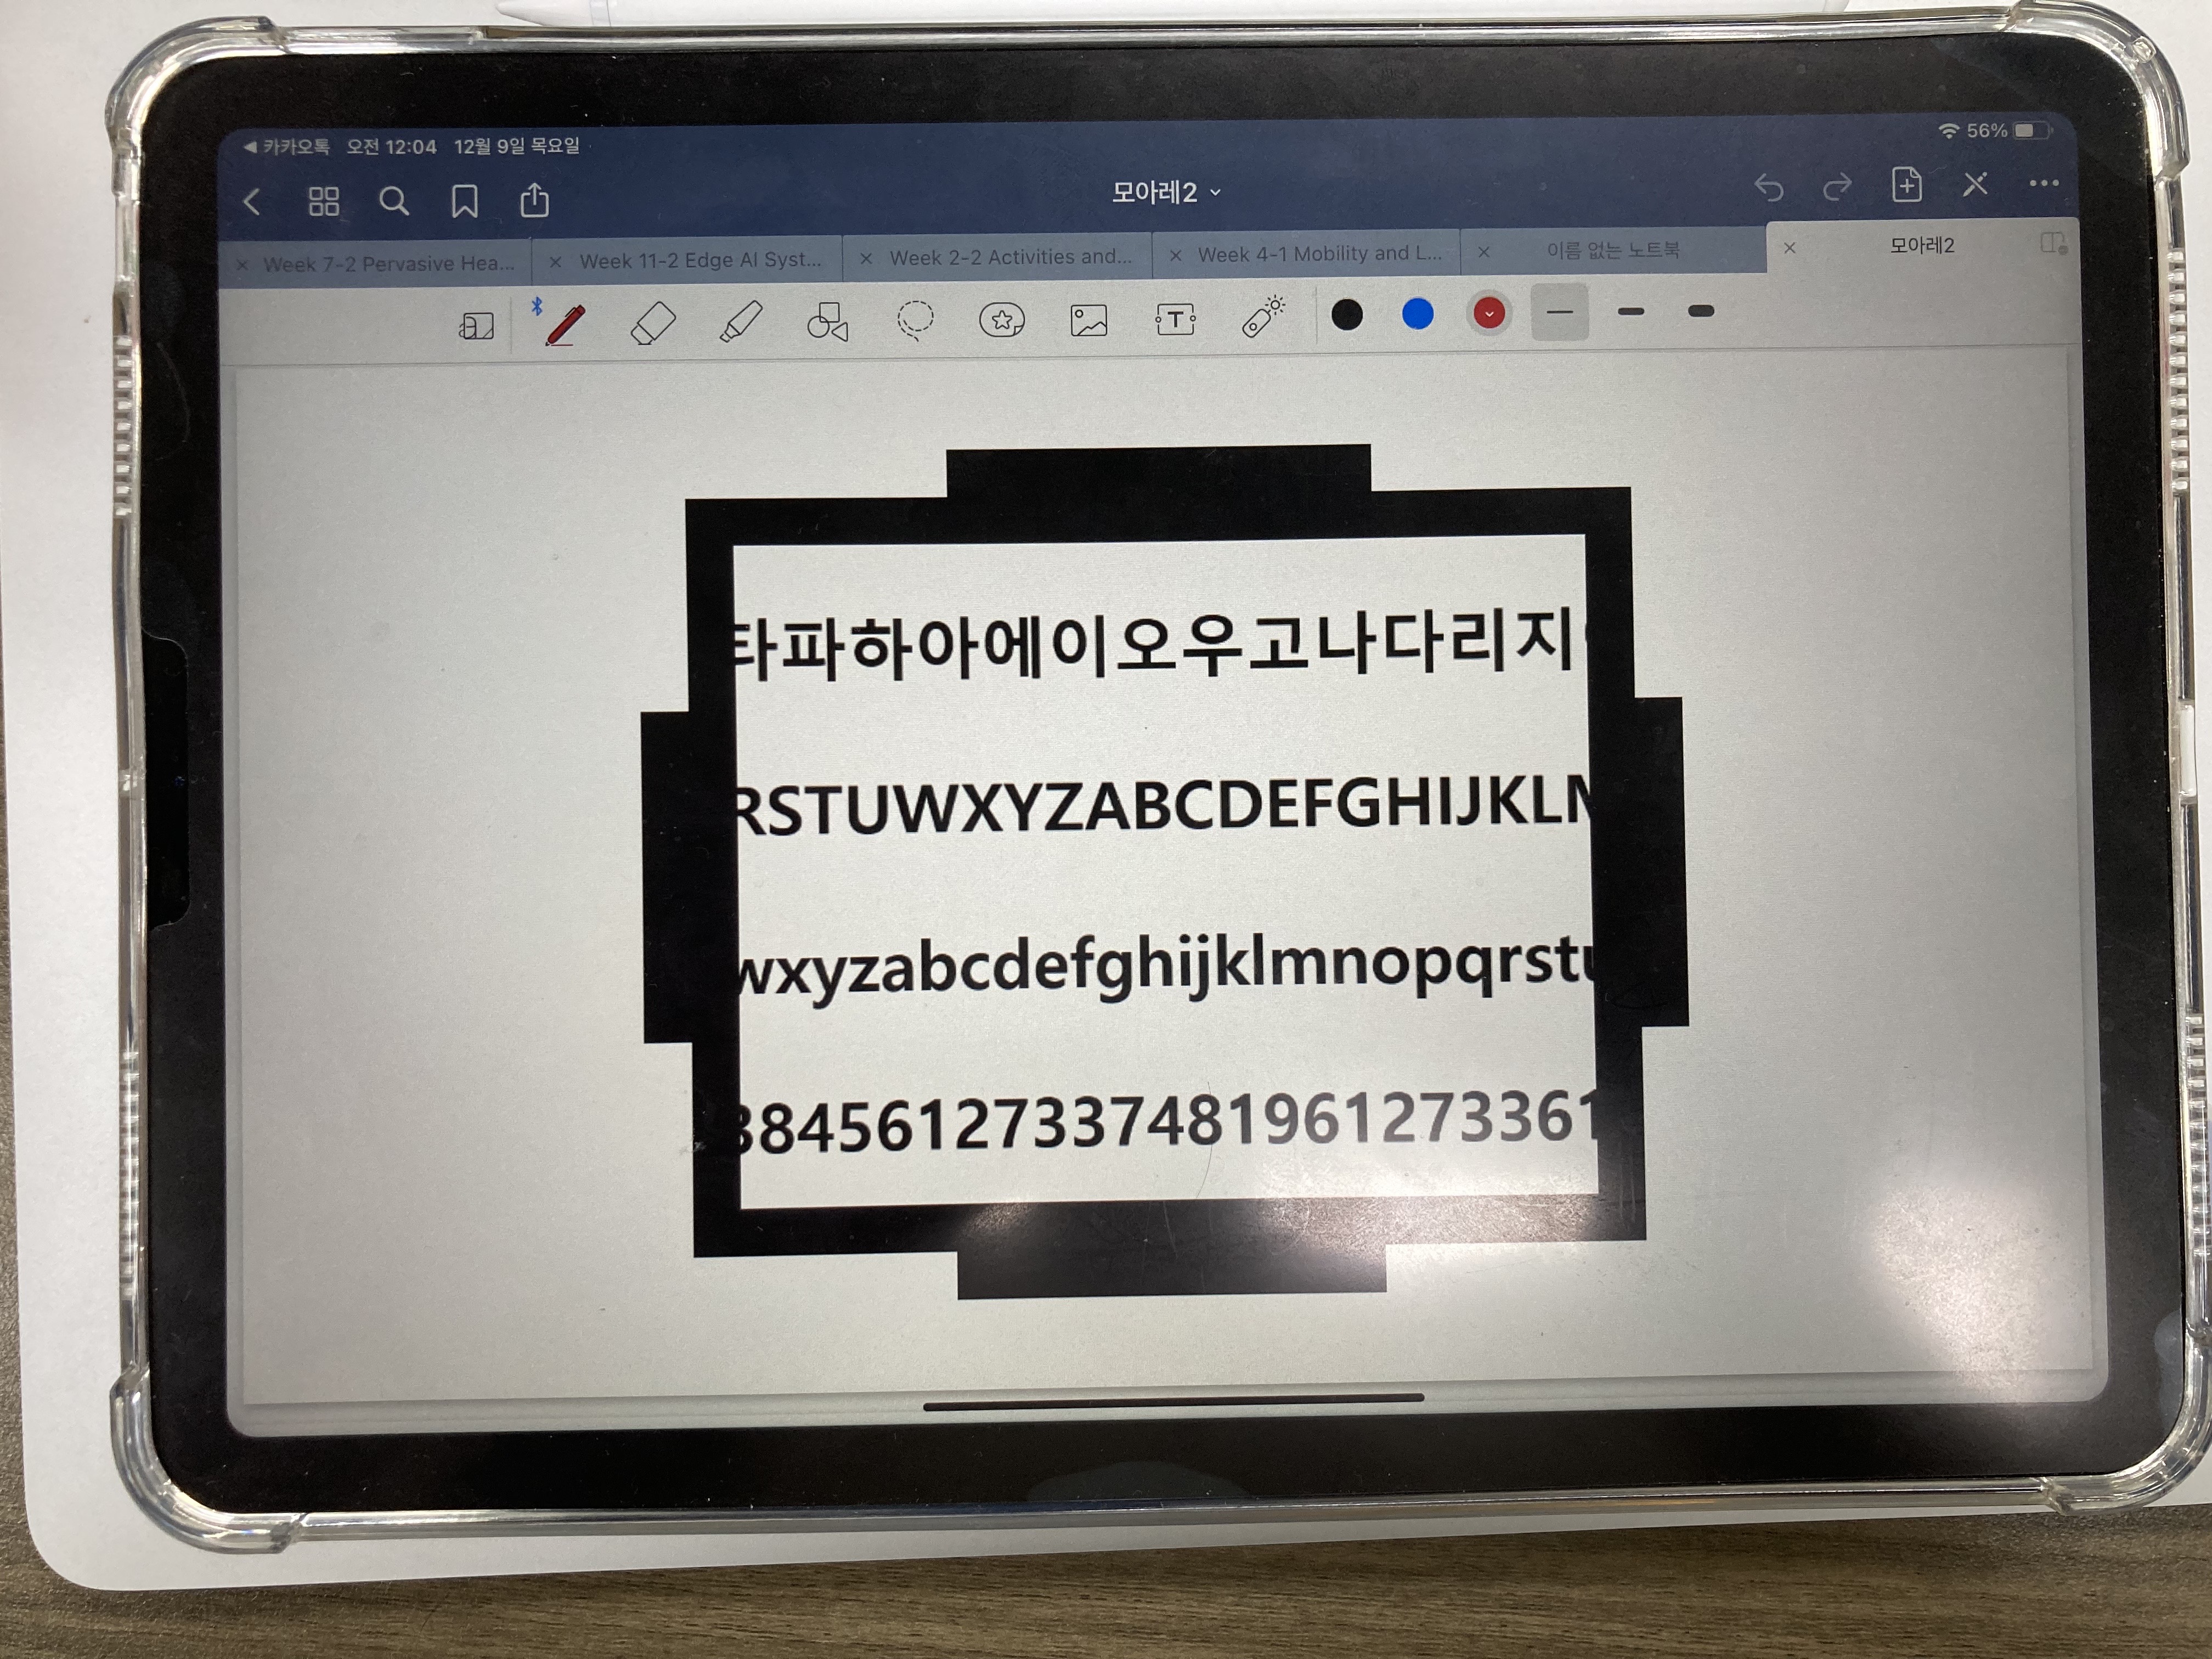 카카오톡 오전 12:04 12월 9일 목요일
56%
모아레2
Week 7-2 Pervasive Hea...
Week 11-2 Edge AI Syst...
Week 2-2 Activities and...
Week 4-1 Mobility and L...
이름 없는 노트북
모아레2
타파하아에이오우고나다리지
RSTUWXYZABCDEFGHIJKLM
wxyzabcdefghijklmnopqrstu
38456127337481961273361